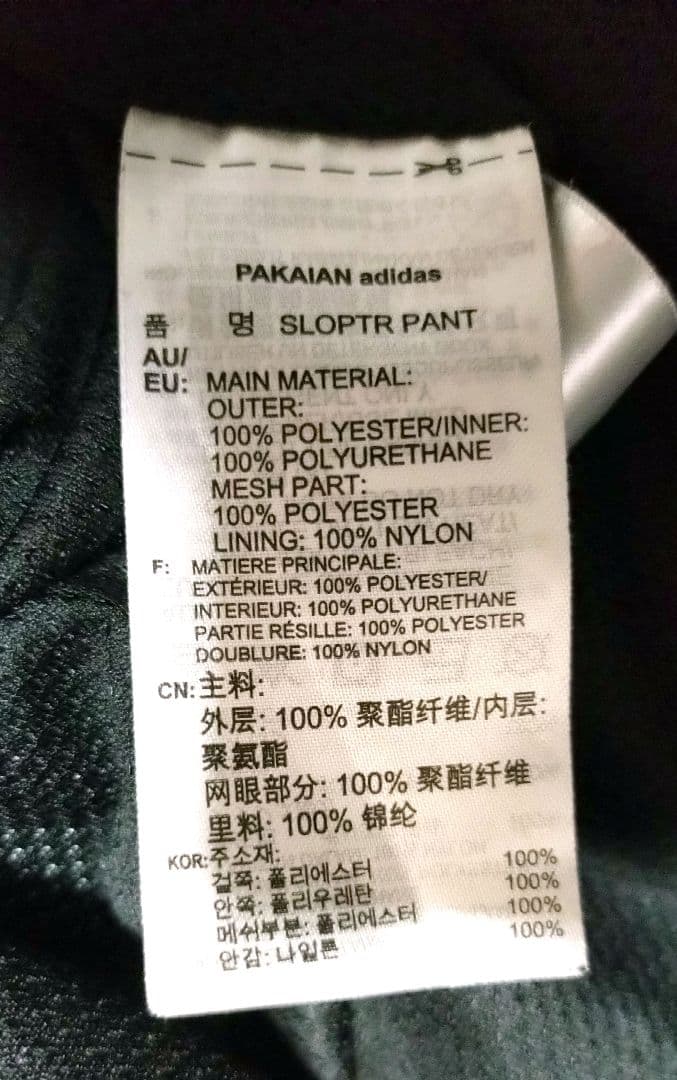 PAKAIAN adidas
품 명 SLOPTR PANT
AU/
EU: MAIN MATERIAL:
OUTER:
100% POLYESTER/INNER:
100% POLYURETHANE
MESH PART:
100% POLYESTER
LINING: 100% NYLON
F: MATIERE PRINCIPALE:
EXTÉRIEUR: 100% POLYESTER/
INTERIEUR: 100% POLYURETHANE
PARTIE RÉSILLE: 100% POLYESTER
DOUBLURE: 100% NYLON
CN: 主料:
外层: 100% 聚酯纤维/内层:
聚氨酯
网眼部分: 100% 聚酯纤维
里料: 100% 锦纶
KOR: 주소재:
겉쪽: 폴리에스터 100%
안쪽: 폴리우레탄 100%
메쉬부분: 폴리에스터 100%
안감: 나일론 100%